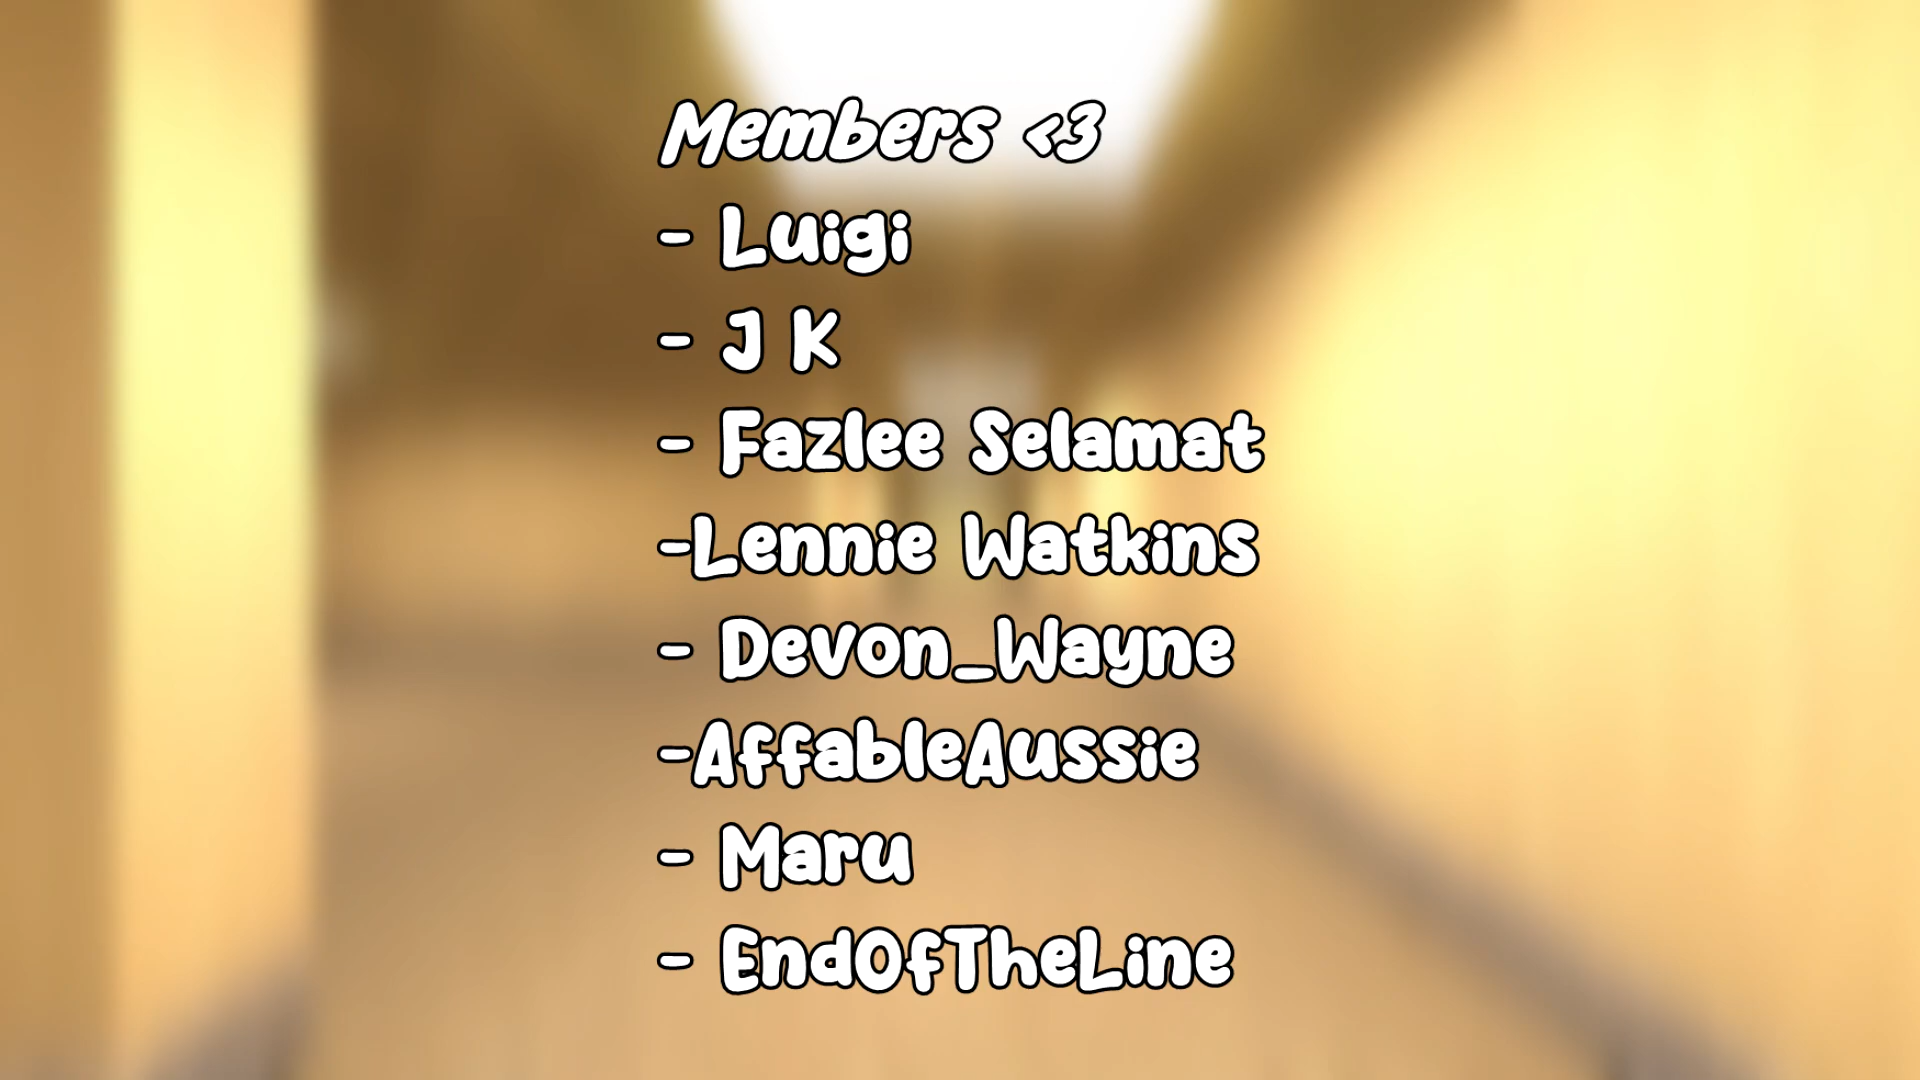 Members <3
- Luigi
- J K
- Fazlee Selamat
-Lennie Watkins
- Devon_Wayne
-AffableAussie
- Maru
- EndOfTheLine